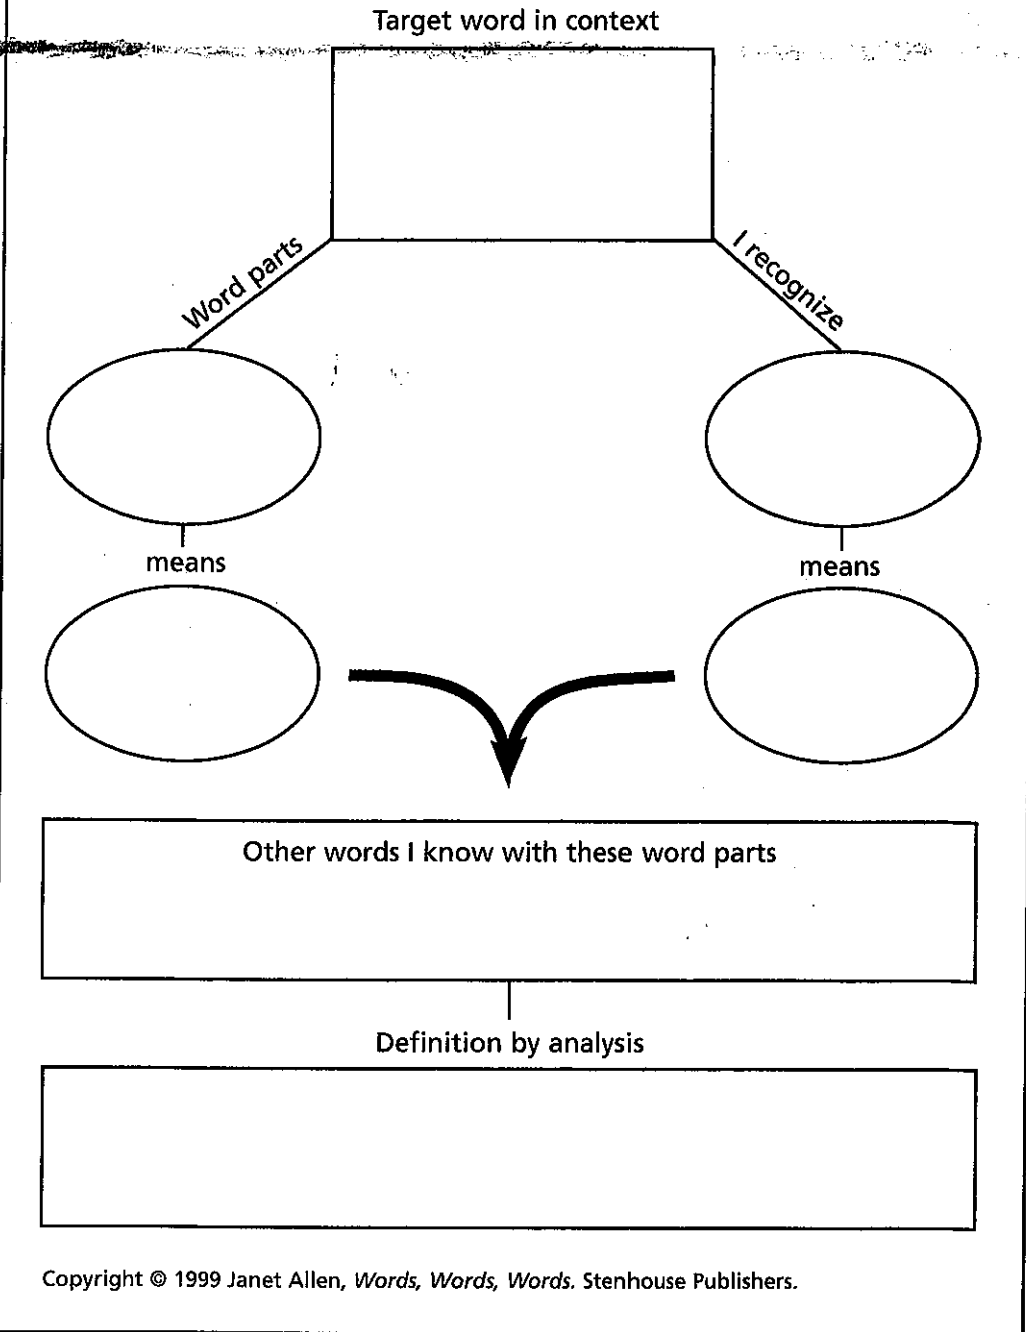 Target word in context
Word parts
I recognize
means
means
Other words I know with these word parts
Definition by analysis
Copyright © 1999 Janet Allen, Words, Words, Words. Stenhouse Publishers.